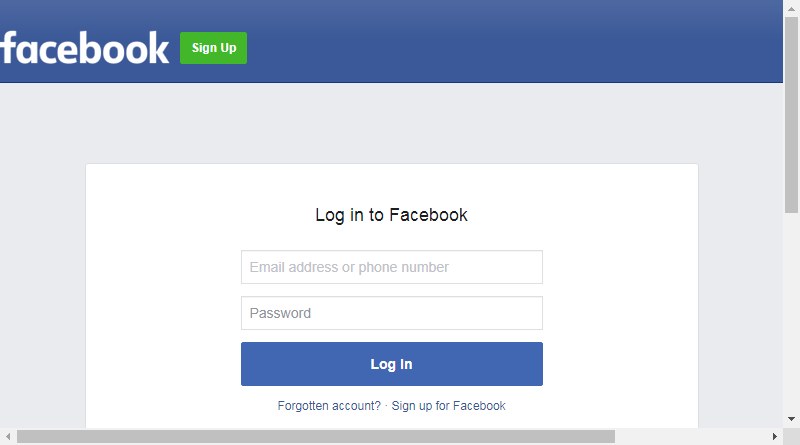 facebook
Sign Up
Log in to Facebook
Email address or phone number
Password
Log In
Forgotten account? · Sign up for Facebook